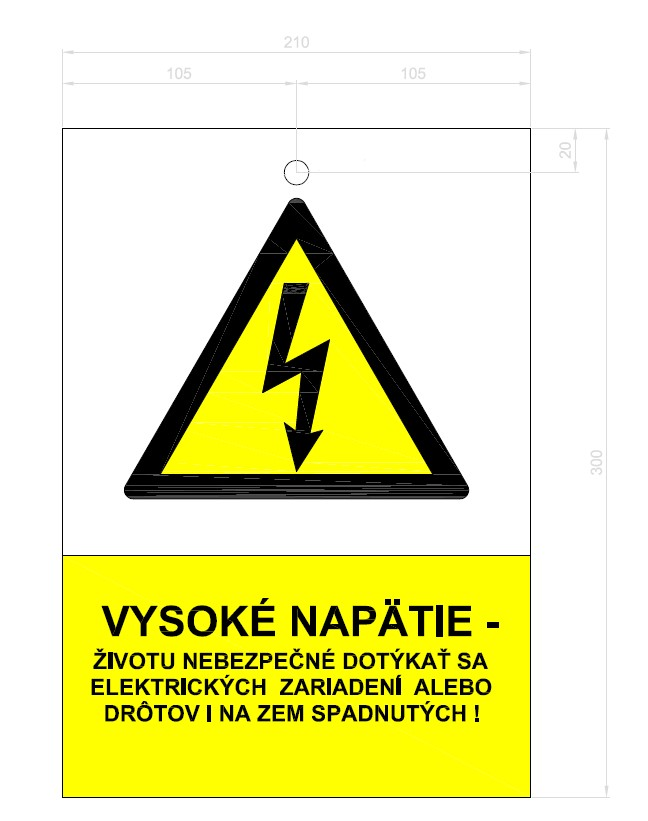 210
105 105
20
300
VYSOKÉ NAPÄTIE -
ŽIVOTU NEBEZPEČNÉ DOTÝKAŤ SA
ELEKTRICKÝCH ZARIADENÍ ALEBO
DRÔTOV I NA ZEM SPADNUTÝCH !